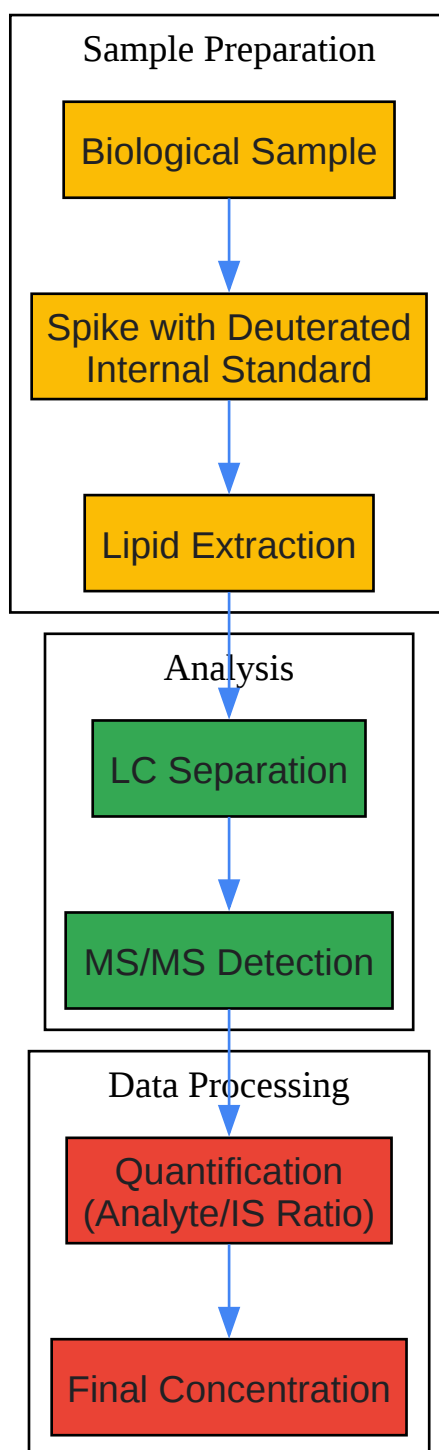 Sample Preparation
Biological Sample
Spike with Deuterated
Internal Standard
Lipid Extraction
Analysis
LC Separation
MS/MS Detection
Data Processing
Quantification
(Analyte/IS Ratio)
Final Concentration